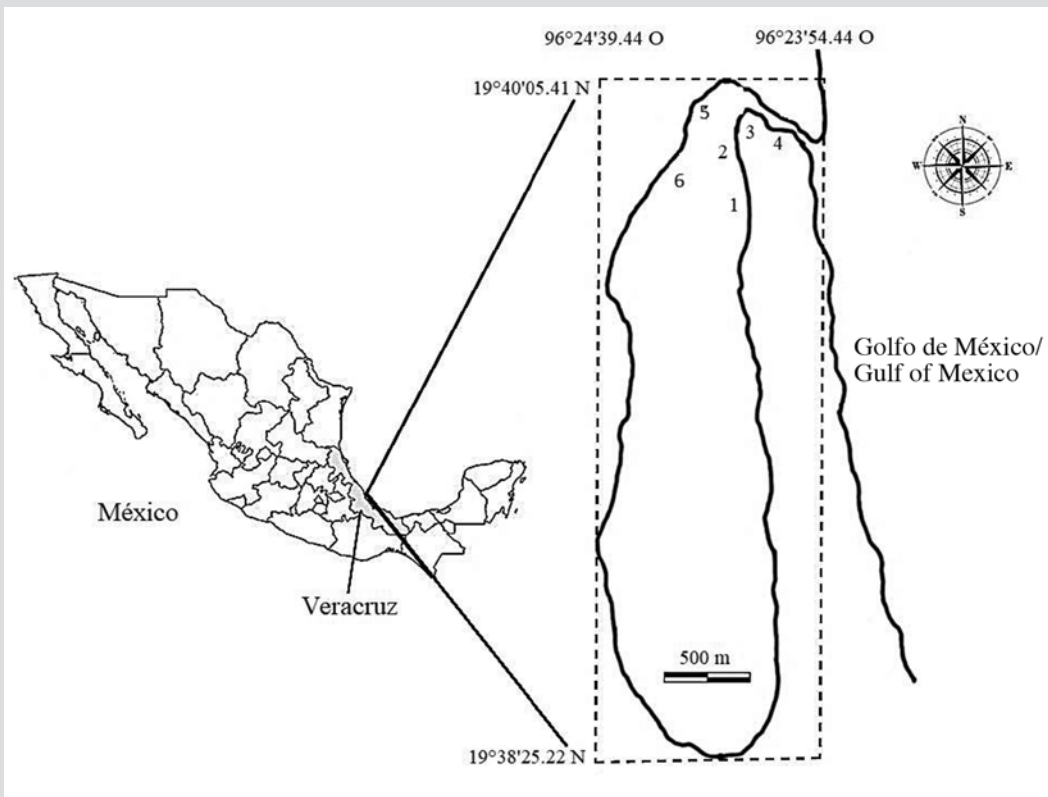 96°24'39.44 O
96°23'54.44 O
19°40'05.41 N
N
W
E
S
5
3
2
4
6
1
Golfo de México/
Gulf of Mexico
México
Veracruz
500 m
19°38'25.22 N